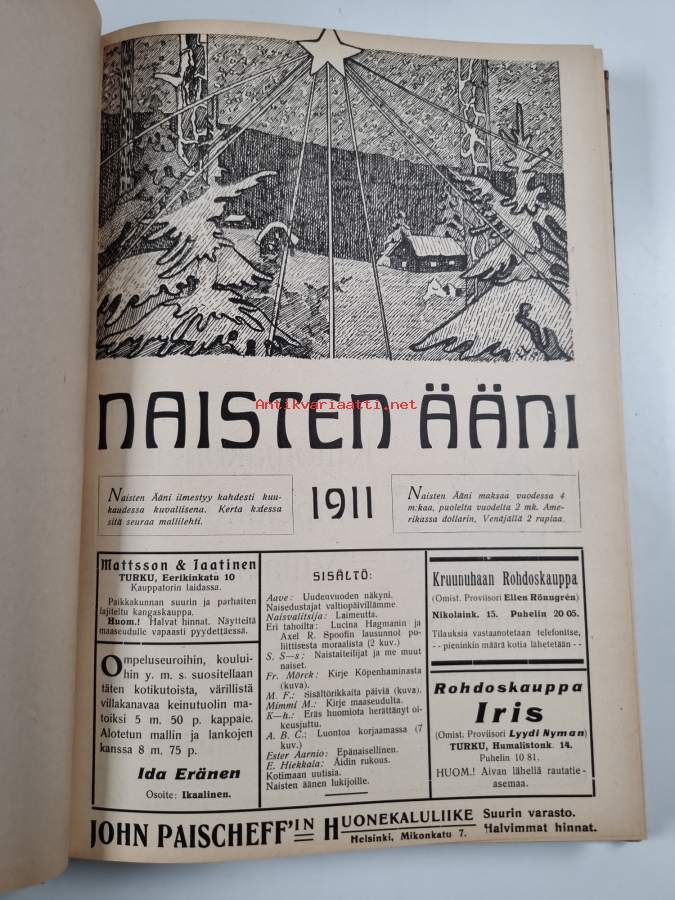 NAISTEN ÄÄNI
Antikvariaatti.net
Naisten Ääni ilmestyy kahdesti kuu-
kaudessa kuvallisena. Kerta k:dessa
sitä seuraa mallilehti.
1911
Naisten Ääni maksaa vuodessa 4
m:kaa, puolelta vuodelta 2 mk. Ame-
rikassa dollarin, Venäjällä 2 ruplaa.
Mattsson & Jaatinen
TURKU, Eerikinkatu 10
Kauppatorio laidassa.
Paikkakunnan suurin ja parhaiten
lajiteltu kangaskauppa.
Huom.! Halvat hinnat. Näytteitä
maaseudulle vapaasti pyydettäessä.
Ompeluseuroihin, koului-
hin y. m. s. suositellaan
täten kotikutoista, värillistä
villakanavaa keinutuolin ma-
toiksi 5 m. 50 p. kappale.
Alotetun mallin ja lankojen
kanssa 8 m. 75 p.
Ida Eränen
Osoite: Ikaalinen.
SISÄLTÖ:
Aave: Uudenvuoden näkyni.
Naisedustajat valtiopäivillämme.
Naisvalitsija: Laimeutta.
Eri tahoilta: Lucina Hagmanin ja
Axel R. Spoofin lausunnot po-
liittisesta moraalista (2 kuv.)
S. S—s: Naistaiteilijat ja me muut
naiset.
Fr. Mörck: Kirje Köpenhaminasta
(kuva).
M. F.: Sisältörikkaita päiviä (kuva).
Mimmi M.: Kirje maaseudulta.
K—h.: Eräs huomiota herättänyt oi-
keusjuttu.
A. B. C.: Luontoa korjaamassa (7
kuv.)
Ester Aarnio: Epänaisellinen.
E. Hiekkala: Äidin rukous.
Kotimaan uutisia.
Naisten äänen lukijoille.
Kruunuhaan Rohdoskauppa
(Omist. Proviisori Ellen Rönngrén)
Nikolaink. 15. Puhelin 20 05.
Tilauksia vastaanotetaan telefonitse,
-- pieninkin määrä kotia lähetetään --
Rohdoskauppa
Iris
(Omist. Proviisori Lyydi Nyman)
TURKU, Humalistonk. 14.
Puhelin 10 81.
HUOM.! Aivan lähellä rautatie-
asemaa.
JOHN PAISCHEFF'IN HUONEKALULIIKE
Helsinki, Mikonkatu 7.
Suurin varasto.
Halvimmat hinnat.